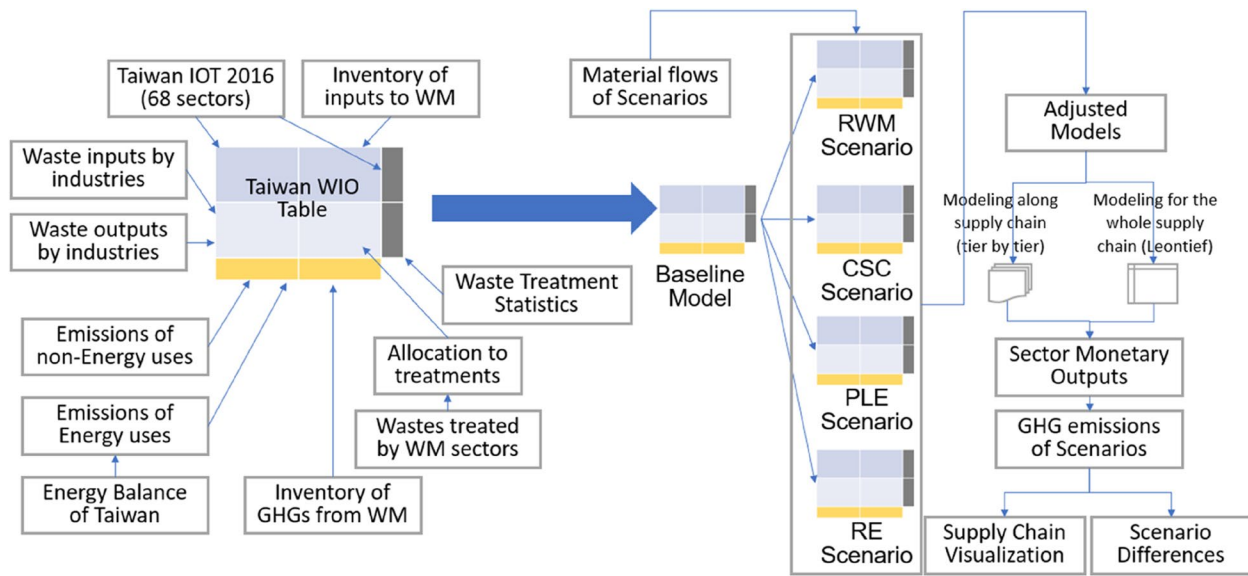 Taiwan IOT 2016
(68 sectors)
Inventory of
inputs to WM
Waste inputs by
industries
Waste outputs
by industries
Taiwan WIO
Table
Waste Treatment
Statistics
Emissions of
non-Energy uses
Allocation to
treatments
Emissions of
Energy uses
Wastes treated
by WM sectors
Energy Balance
of Taiwan
Inventory of
GHGs from WM
Material flows
of Scenarios
Baseline
Model
RWM
Scenario
CSC
Scenario
PLE
Scenario
RE
Scenario
Adjusted
Models
Modeling along
supply chain
(tier by tier)
Modeling for the
whole supply
chain (Leontief)
Sector Monetary
Outputs
GHG emissions
of Scenarios
Supply Chain
Visualization
Scenario
Differences